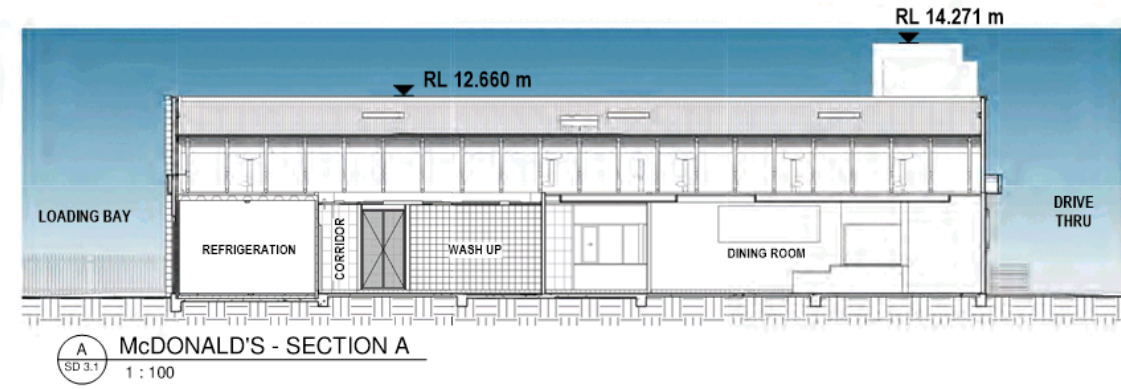 RL 14.271 m
RL 12.660 m
LOADING BAY
REFRIGERATION
CORRIDOR
WASH UP
DINING ROOM
DRIVE
THRU
A
SD 3.1
McDONALD'S - SECTION A
1 : 100